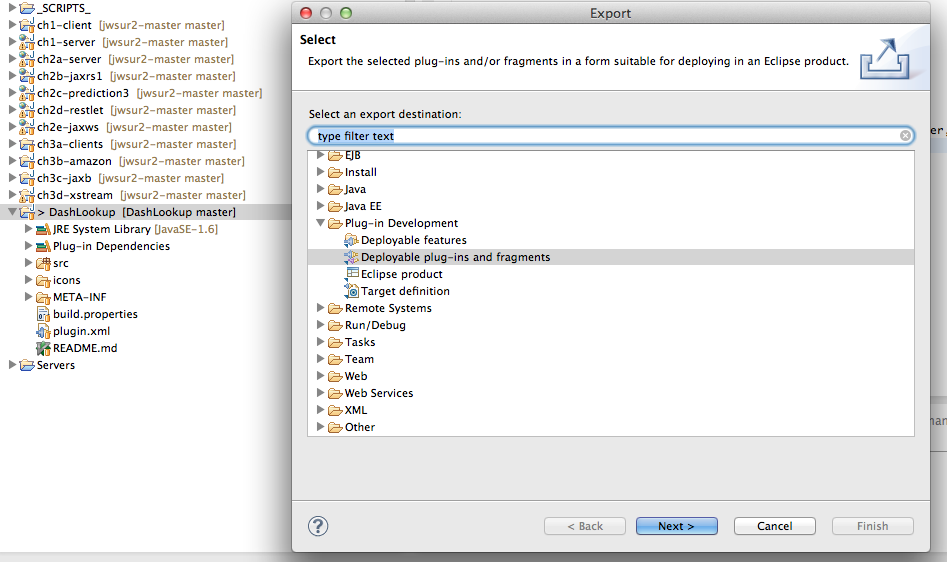 _SCRIPTS_
ch1-client [jwsur2-master master]
ch1-server [jwsur2-master master]
ch2a-server [jwsur2-master master]
ch2b-jaxrs1 [jwsur2-master master]
ch2c-prediction3 [jwsur2-master master]
ch2d-restlet [jwsur2-master master]
ch2e-jaxws [jwsur2-master master]
ch3a-clients [jwsur2-master master]
ch3b-amazon [jwsur2-master master]
ch3c-jaxb [jwsur2-master master]
ch3d-xstream [jwsur2-master master]
> DashLookup [DashLookup master]
JRE System Library [JavaSE-1.6]
Plug-in Dependencies
src
icons
META-INF
build.properties
plugin.xml
README.md
Servers
Export
Select
Export the selected plug-ins and/or fragments in a form suitable for deploying in an Eclipse product.
Select an export destination:
type filter text
EJB
Install
Java
Java EE
Plug-in Development
Deployable features
Deployable plug-ins and fragments
Eclipse product
Target definition
Remote Systems
Run/Debug
Tasks
Team
Web
Web Services
XML
Other
?
< Back
Next >
Cancel
Finish